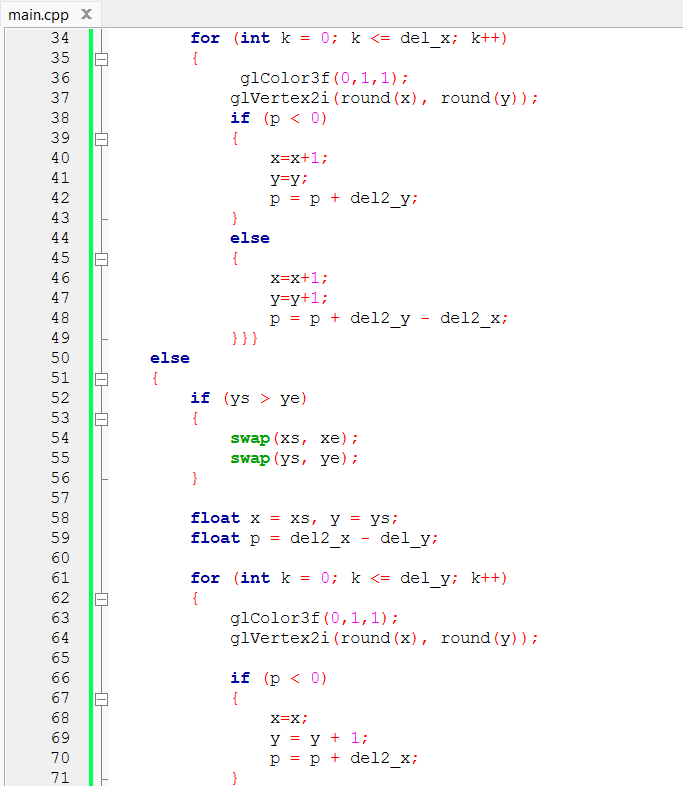 main.cpp X
34 for (int k = 0; k <= del_x; k++)
35 {
36 glColor3f(0,1,1);
37 glVertex2i(round(x), round(y));
38 if (p < 0)
39 {
40 x=x+1;
41 y=y;
42 p = p + del2_y;
43 }
44 else
45 {
46 x=x+1;
47 y=y+1;
48 p = p + del2_y - del2_x;
49 }}}
50 else
51 {
52 if (ys > ye)
53 {
54 swap(xs, xe);
55 swap(ys, ye);
56 }
57
58 float x = xs, y = ys;
59 float p = del2_x - del_y;
60
61 for (int k = 0; k <= del_y; k++)
62 {
63 glColor3f(0,1,1);
64 glVertex2i(round(x), round(y));
65
66 if (p < 0)
67 {
68 x=x;
69 y = y + 1;
70 p = p + del2_x;
71 }